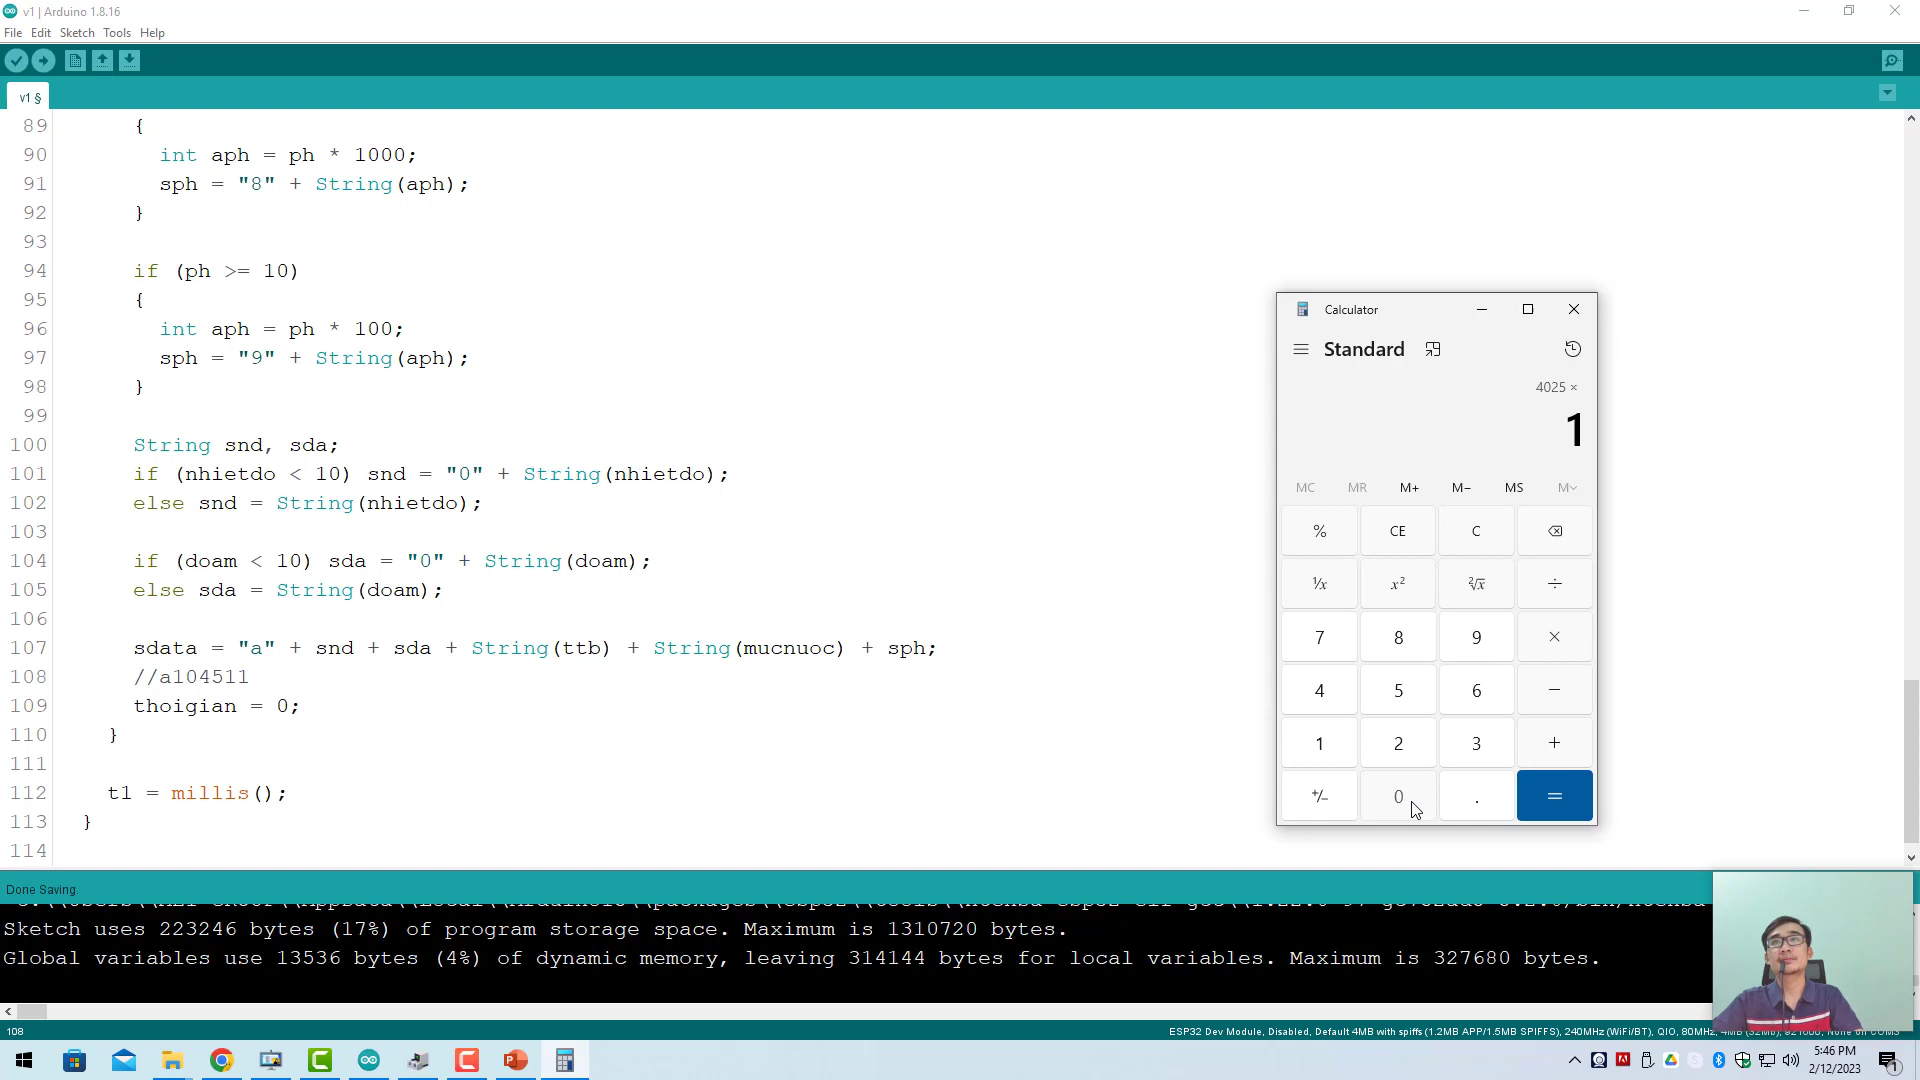 v1 | Arduino 1.8.16
File Edit Sketch Tools Help
v1 §
89 {
90 int aph = ph * 1000;
91 sph = "8" + String(aph);
92 }
93
94 if (ph >= 10)
95 {
96 int aph = ph * 100;
97 sph = "9" + String(aph);
98 }
99
100 String snd, sda;
101 if (nhietdo < 10) snd = "0" + String(nhietdo);
102 else snd = String(nhietdo);
103
104 if (doam < 10) sda = "0" + String(doam);
105 else sda = String(doam);
106
107 sdata = "a" + snd + sda + String(ttb) + String(mucnuoc) + sph;
108 //a104511
109 thoigian = 0;
110 }
111
112 t1 = millis();
113 }
114
Calculator
Standard
4025 ×
1
MC MR M+ M− MS M
% CE C
¹/x x² ²√x ÷
7 8 9 ×
4 5 6 −
1 2 3 +
+/− 0 . =
Done Saving.
Sketch uses 223246 bytes (17%) of program storage space. Maximum is 1310720 bytes.
Global variables use 13536 bytes (4%) of dynamic memory, leaving 314144 bytes for local variables. Maximum is 327680 bytes.
108
ESP32 Dev Module, Disabled, Default 4MB with spiffs (1.2MB APP/1.5MB SPIFFS), 240MHz (WiFi/BT), QIO, 80MHz, 4MB (32Mb), 921600, None on COM3
5:46 PM
2/12/2023